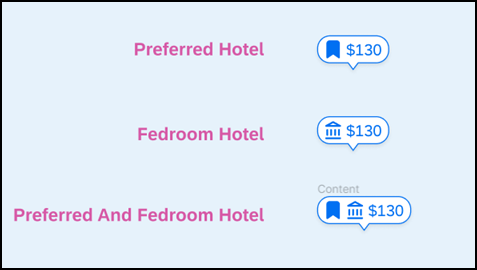 Preferred Hotel $130
Fedroom Hotel $130
Content
Preferred And Fedroom Hotel $130